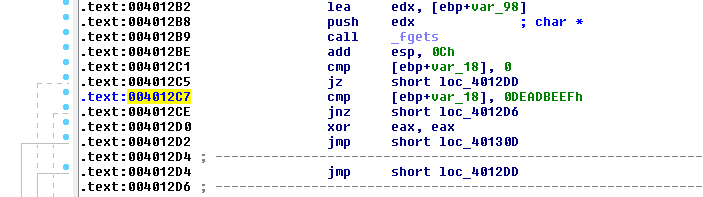 .text:004012B2 lea edx, [ebp+var_98]
.text:004012B8 push edx ; char *
.text:004012B9 call _fgets
.text:004012BE add esp, 0Ch
.text:004012C1 cmp [ebp+var_18], 0
.text:004012C5 jz short loc_4012DD
.text:004012C7 cmp [ebp+var_18], 0DEADBEEFh
.text:004012CE jnz short loc_4012D6
.text:004012D0 xor eax, eax
.text:004012D2 jmp short loc_40130D
.text:004012D4 ; ---------------------------------------------------------------------------
.text:004012D4 jmp short loc_4012DD
.text:004012D6 ; ---------------------------------------------------------------------------